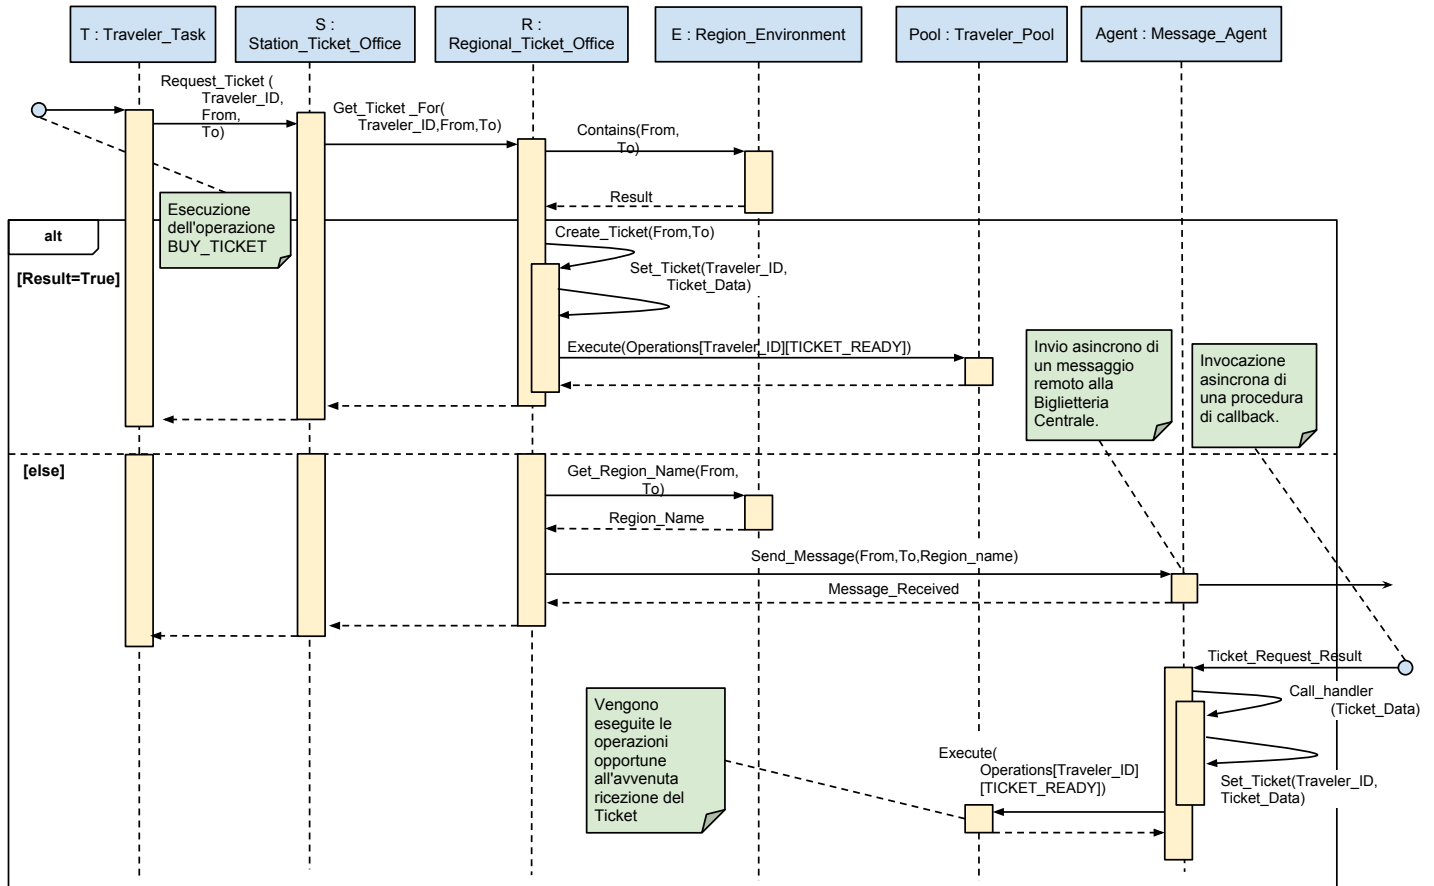 T : Traveler_Task
S :
Station_Ticket_Office
R :
Regional_Ticket_Office
E : Region_Environment
Pool : Traveler_Pool
Agent : Message_Agent
Request_Ticket (
Traveler_ID,
From,
To)
Get_Ticket _For(
Traveler_ID,From,To)
Contains(From,
To)
Result
Esecuzione
dell'operazione
BUY_TICKET
alt
[Result=True]
Create_Ticket(From,To)
Set_Ticket(Traveler_ID,
Ticket_Data)
Execute(Operations[Traveler_ID][TICKET_READY])
Invio asincrono di
un messaggio
remoto alla
Biglietteria
Centrale.
Invocazione
asincrona di
una procedura
di callback.
[else]
Get_Region_Name(From,
To)
Region_Name
Send_Message(From,To,Region_name)
Message_Received
Ticket_Request_Result
Call_handler
(Ticket_Data)
Vengono
eseguite le
operazioni
opportune
all'avvenuta
ricezione del
Ticket
Execute(
Operations[Traveler_ID]
[TICKET_READY])
Set_Ticket(Traveler_ID,
Ticket_Data)